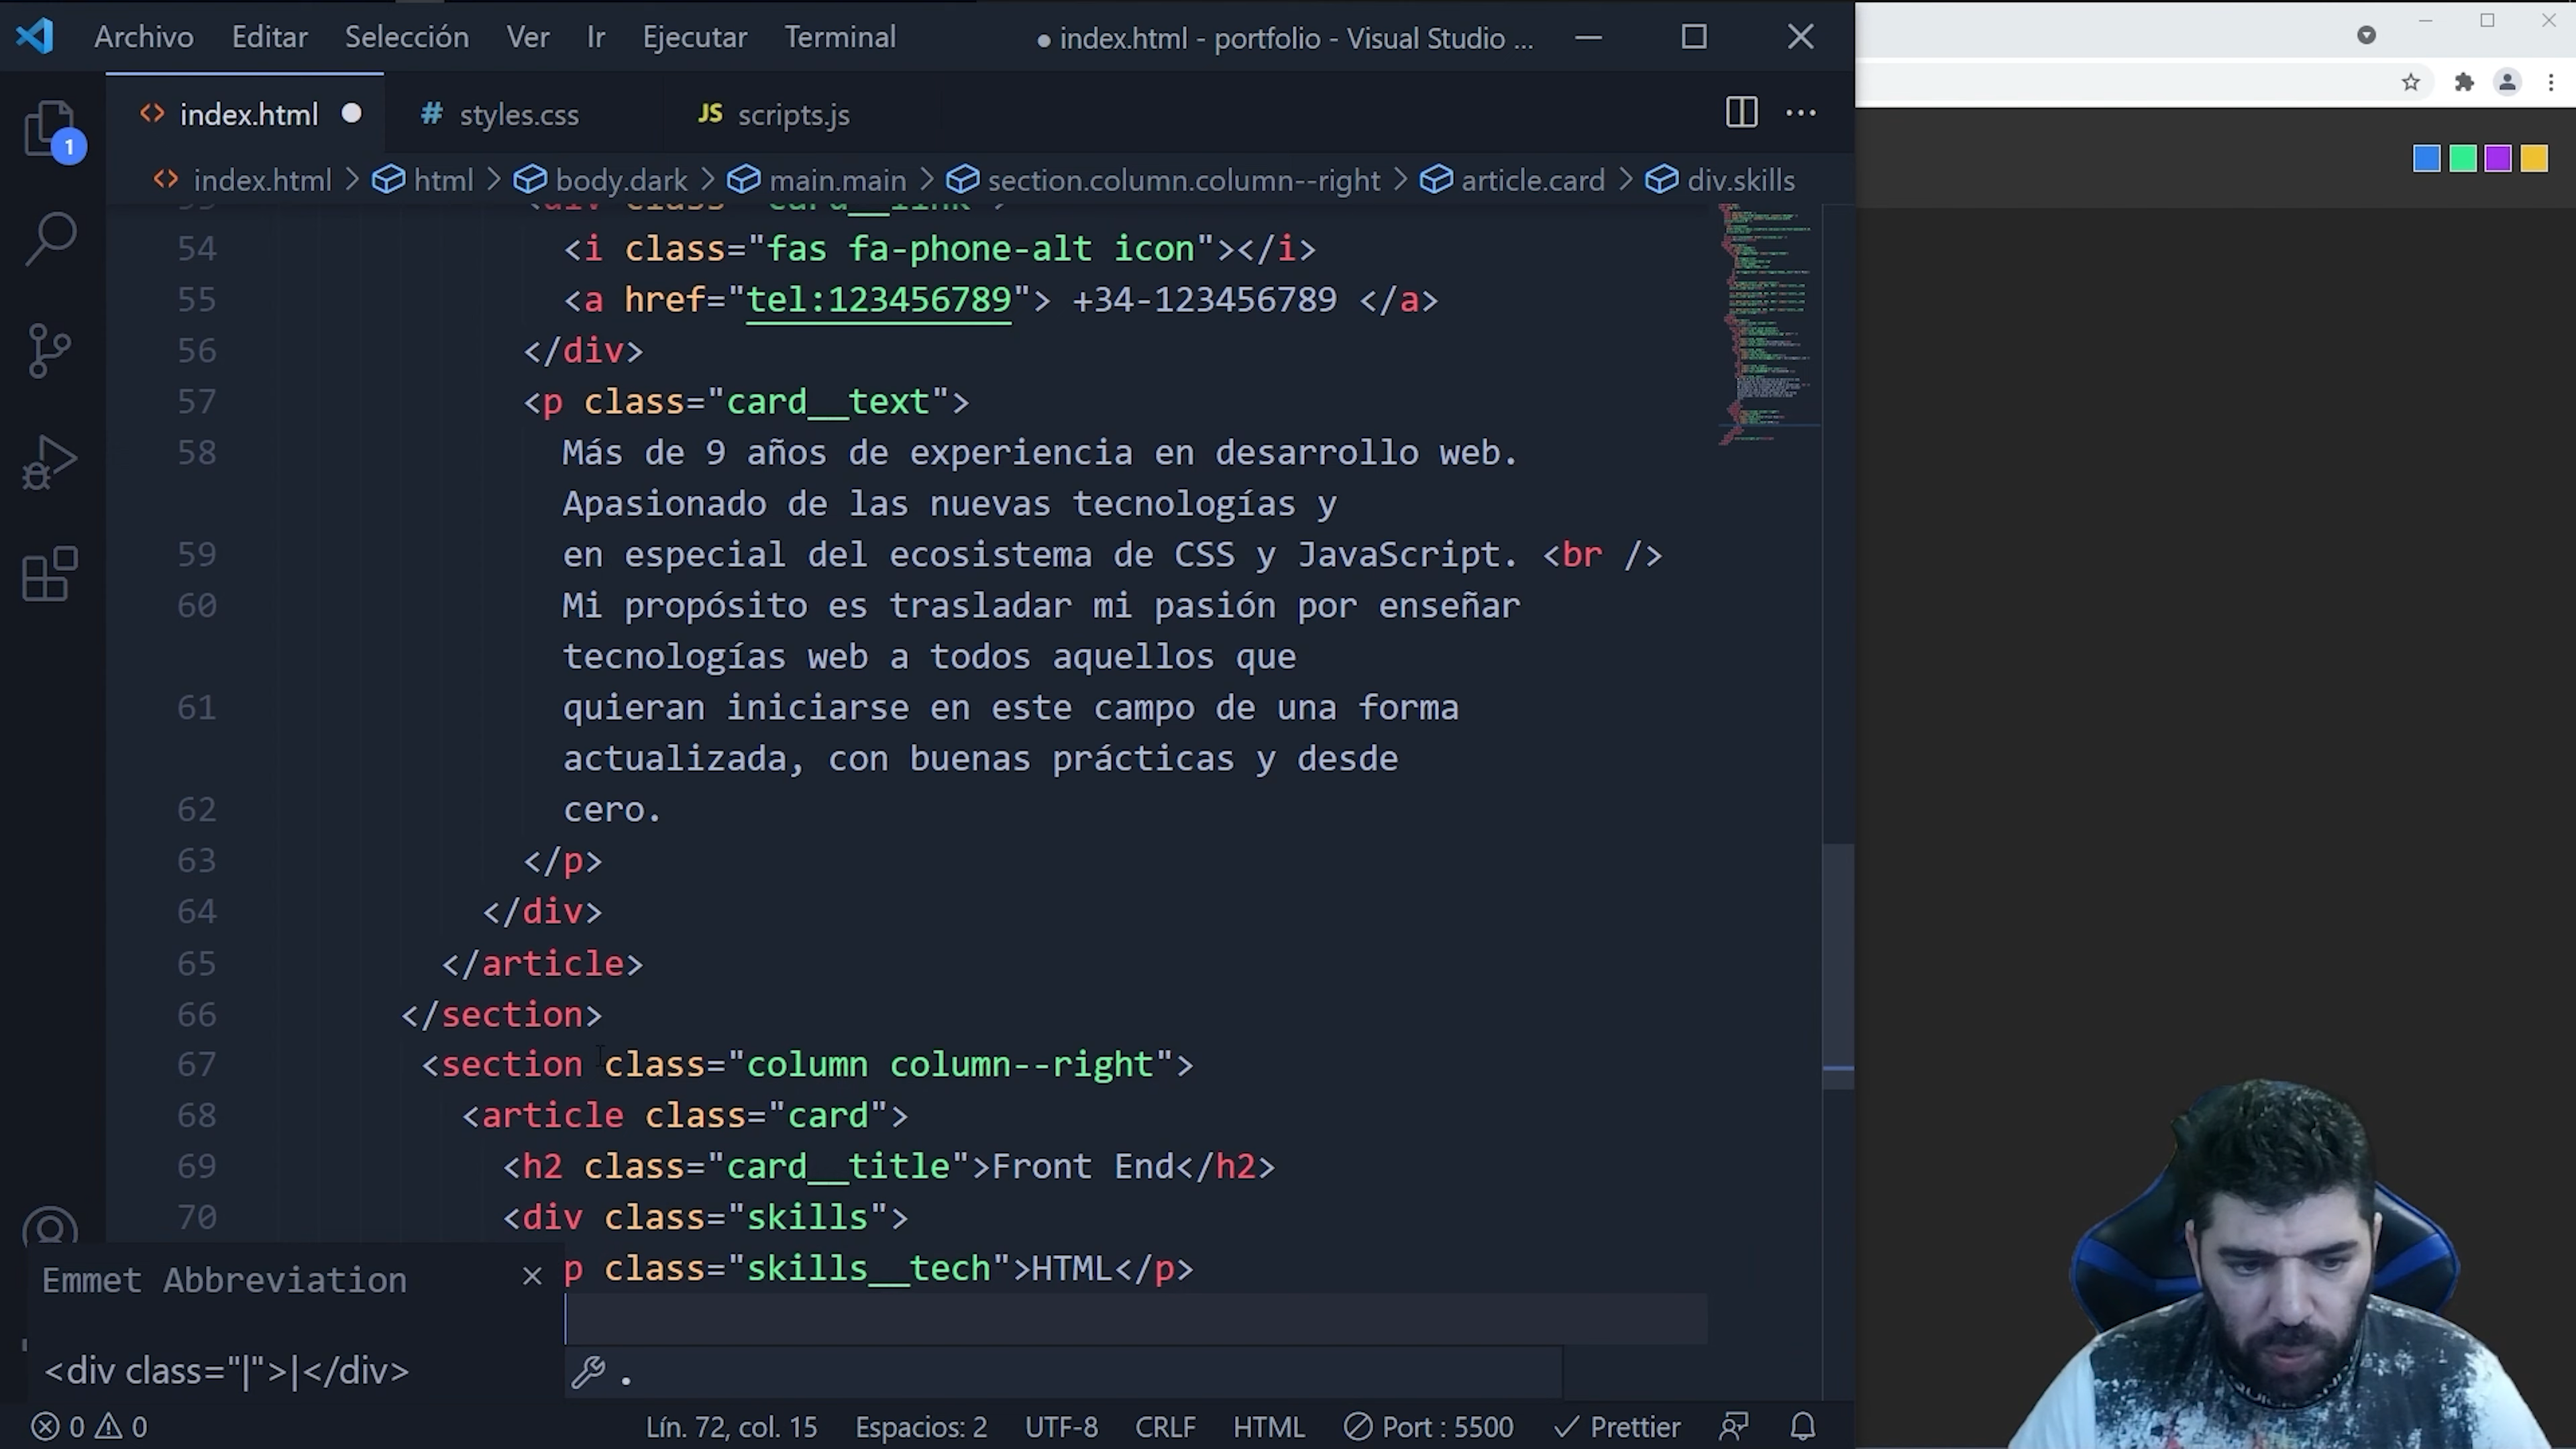 Archivo Editar Selección Ver Ir Ejecutar Terminal ● index.html - portfolio - Visual Studio ...
index.html styles.css JS scripts.js
1
index.html > html > body.dark > main.main > section.column.column--right > article.card > div.skills
54 <i class="fas fa-phone-alt icon"></i>
55 <a href="tel:123456789"> +34-123456789 </a>
56 </div>
57 <p class="card__text">
58 Más de 9 años de experiencia en desarrollo web.
Apasionado de las nuevas tecnologías y
59 en especial del ecosistema de CSS y JavaScript. <br />
60 Mi propósito es trasladar mi pasión por enseñar
tecnologías web a todos aquellos que
61 quieran iniciarse en este campo de una forma
actualizada, con buenas prácticas y desde
62 cero.
63 </p>
64 </div>
65 </article>
66 </section>
67 <section class="column column--right">
68 <article class="card">
69 <h2 class="card__title">Front End</h2>
70 <div class="skills">
p class="skills__tech">HTML</p>
Emmet Abbreviation
<div class="|">|</div>
.
0 0 Lín. 72, col. 15 Espacios: 2 UTF-8 CRLF HTML Port : 5500 Prettier